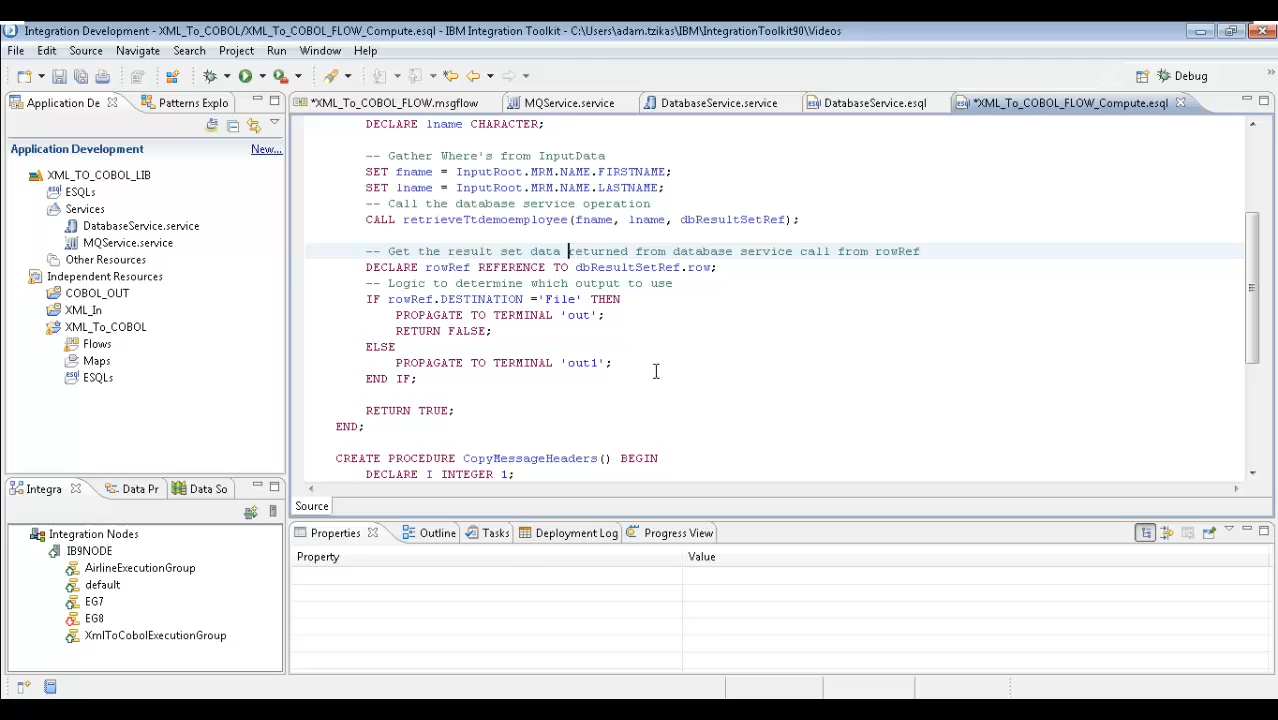 Integration Development - XML_To_COBOL/XML_To_COBOL_FLOW_Compute.esql - IBM Integration Toolkit - C:\Users\adam.tzikas\IBM\IntegrationToolkit90\Videos
File Edit Source Navigate Search Project Run Window Help
Debug
Application De
Patterns Explo
*XML_To_COBOL_FLOW.msgflow
MQService.service
DatabaseService.service
DatabaseService.esql
*XML_To_COBOL_FLOW_Compute.esql
Application Development
New...
XML_TO_COBOL_LIB
ESQLs
Services
DatabaseService.service
MQService.service
Other Resources
Independent Resources
COBOL_OUT
XML_In
XML_To_COBOL
Flows
Maps
ESQLs
DECLARE lname CHARACTER;
-- Gather Where's from InputData
SET fname = InputRoot.MRM.NAME.FIRSTNAME;
SET lname = InputRoot.MRM.NAME.LASTNAME;
-- Call the database service operation
CALL retrieveTtdemoemployee(fname, lname, dbResultSetRef);
-- Get the result set data returned from database service call from rowRef
DECLARE rowRef REFERENCE TO dbResultSetRef.row;
-- Logic to determine which output to use
IF rowRef.DESTINATION ='File' THEN
PROPAGATE TO TERMINAL 'out';
RETURN FALSE;
ELSE
PROPAGATE TO TERMINAL 'out1';
END IF;
RETURN TRUE;
END;
CREATE PROCEDURE CopyMessageHeaders() BEGIN
DECLARE I INTEGER 1;
Source
Integra
Data Pr
Data So
Integration Nodes
IB9NODE
AirlineExecutionGroup
default
EG7
EG8
XmlToCobolExecutionGroup
Properties
Outline
Tasks
Deployment Log
Progress View
Property Value